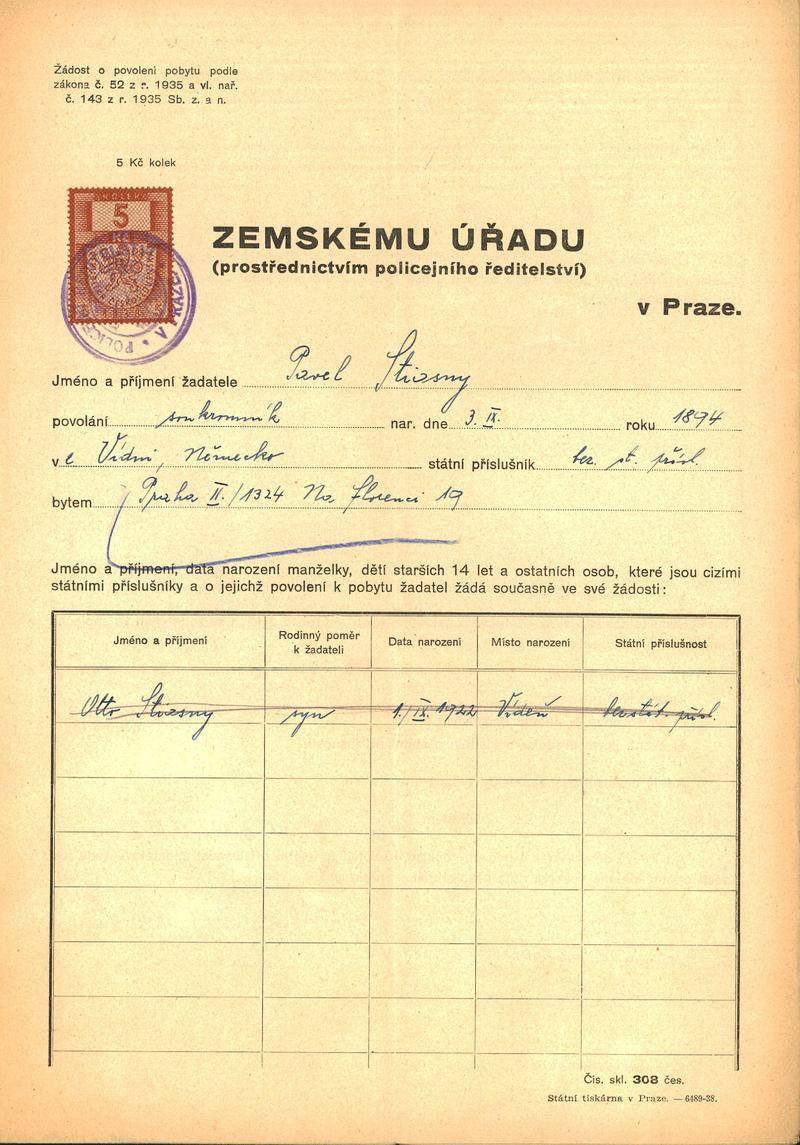 Žádost o povolení pobytu podle
zákona č. 52 z r. 1935 a vl. nař.
č. 143 z r. 1935 Sb. z. a n.
5 Kč kolek
5
ZEMSKÉMU ÚŘADU
(prostřednictvím policejního ředitelství)
v Praze.
Jméno a příjmení žadatele Pavel Stiasny
povolání soukromník nar. dne 3. IX. roku 1894
ve Vídni, Německo státní příslušník bez. st. přísl.
bytem Praha II./1324 Na Florenci 19
Jméno a příjmení, data narození manželky, dětí starších 14 let a ostatních osob, které jsou cizími
státními příslušníky a o jejichž povolení k pobytu žadatel žádá současně ve své žádosti:
Jméno a příjmení Rodinný poměr k žadateli Data narození Místo narození Státní příslušnost
Otto Stiasny syn 1./IX. 1922 Vídeň bez stát. přísl.
Čís. skl. 308 čes.
Státní tiskárna v Praze. — 6489-38.